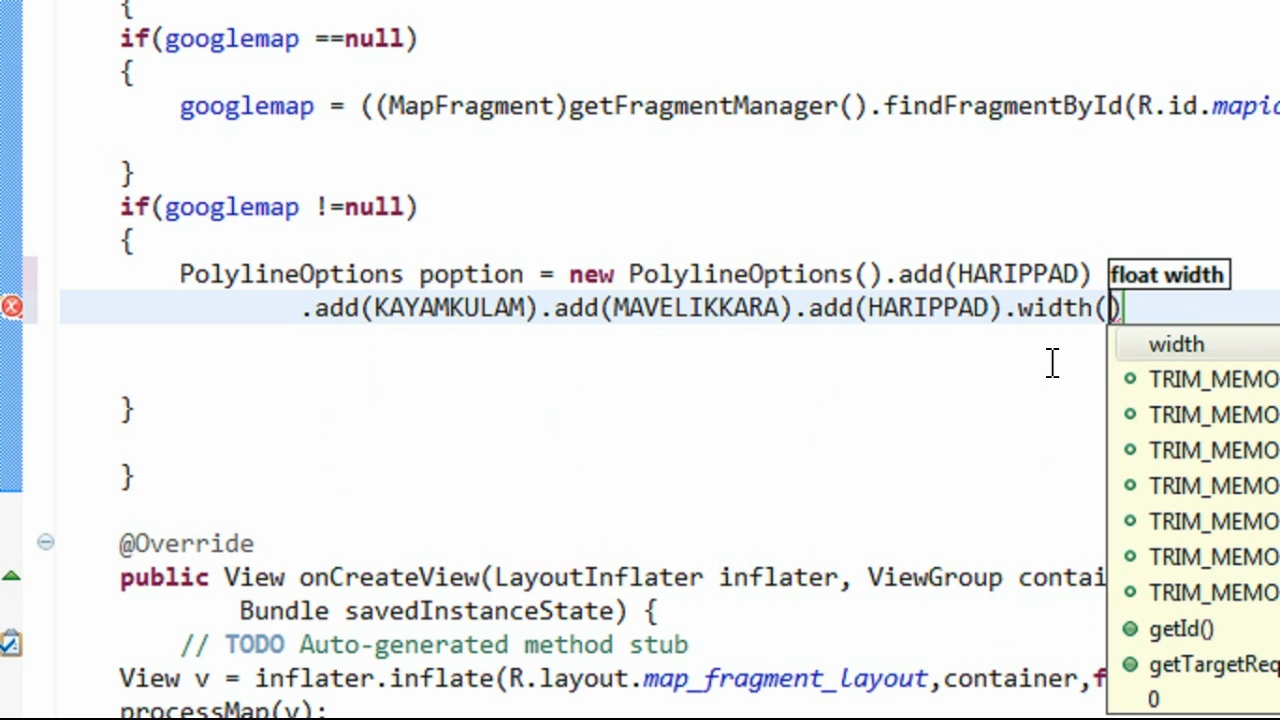 {
if(googlemap ==null)
{
googlemap = ((MapFragment)getFragmentManager().findFragmentById(R.id.mapi
}
if(googlemap !=null)
{
PolylineOptions poption = new PolylineOptions().add(HARIPPAD)
float width
.add(KAYAMKULAM).add(MAVELIKKARA).add(HARIPPAD).width()
width
TRIM_MEMO
TRIM_MEMO
TRIM_MEMO
TRIM_MEMO
TRIM_MEMO
TRIM_MEMO
TRIM_MEMO
getId()
getTargetReq
0
}
}
@Override
public View onCreateView(LayoutInflater inflater, ViewGroup contai
Bundle savedInstanceState) {
// TODO Auto-generated method stub
View v = inflater.inflate(R.layout.map_fragment_layout,container,f
processMap(v);